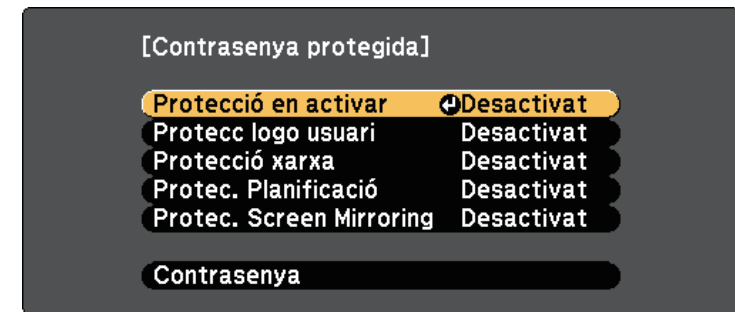 [Contrasenya protegida]
Protecció en activar Desactivat
Protecc logo usuari Desactivat
Protecció xarxa Desactivat
Protec. Planificació Desactivat
Protec. Screen Mirroring Desactivat
Contrasenya